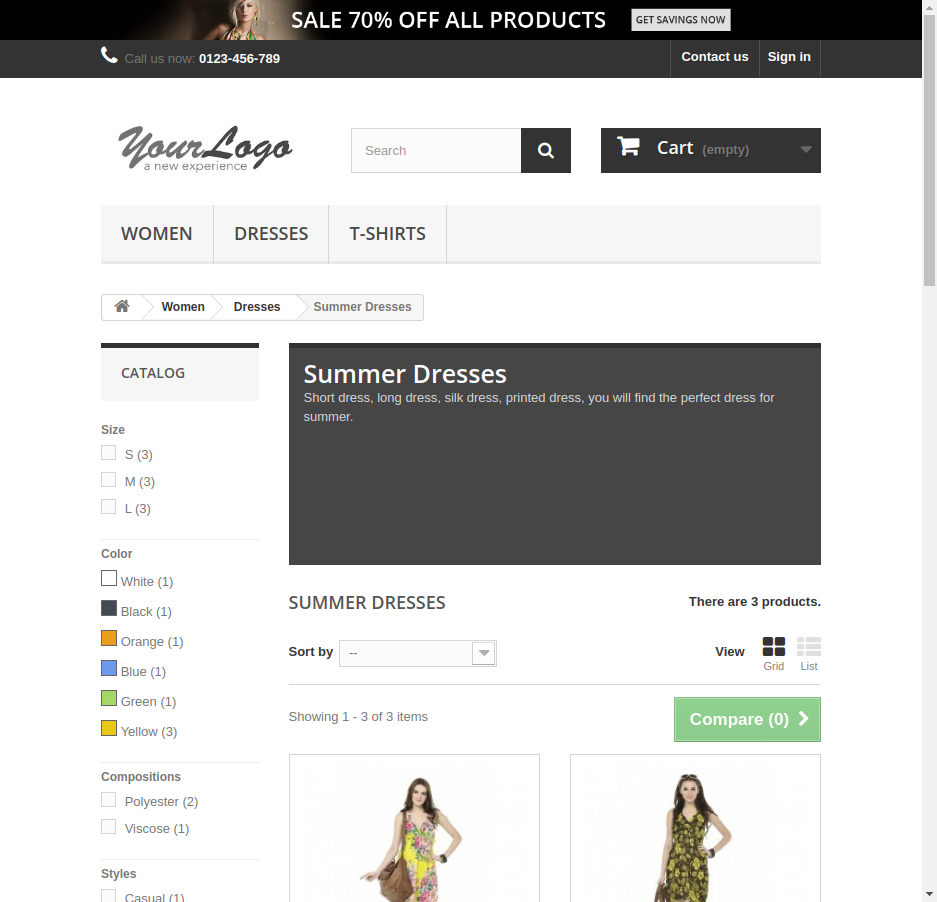 SALE 70% OFF ALL PRODUCTS GET SAVINGS NOW
Call us now: 0123-456-789 Contact us Sign in
YourLogo
a new experience
Search
Cart (empty)
WOMEN DRESSES T-SHIRTS
Women Dresses Summer Dresses
CATALOG
Size
S (3)
M (3)
L (3)
Color
White (1)
Black (1)
Orange (1)
Blue (1)
Green (1)
Yellow (3)
Compositions
Polyester (2)
Viscose (1)
Styles
Casual (1)
Summer Dresses
Short dress, long dress, silk dress, printed dress, you will find the perfect dress for
summer.
SUMMER DRESSES There are 3 products.
Sort by -- View Grid List
Showing 1 - 3 of 3 items Compare (0)